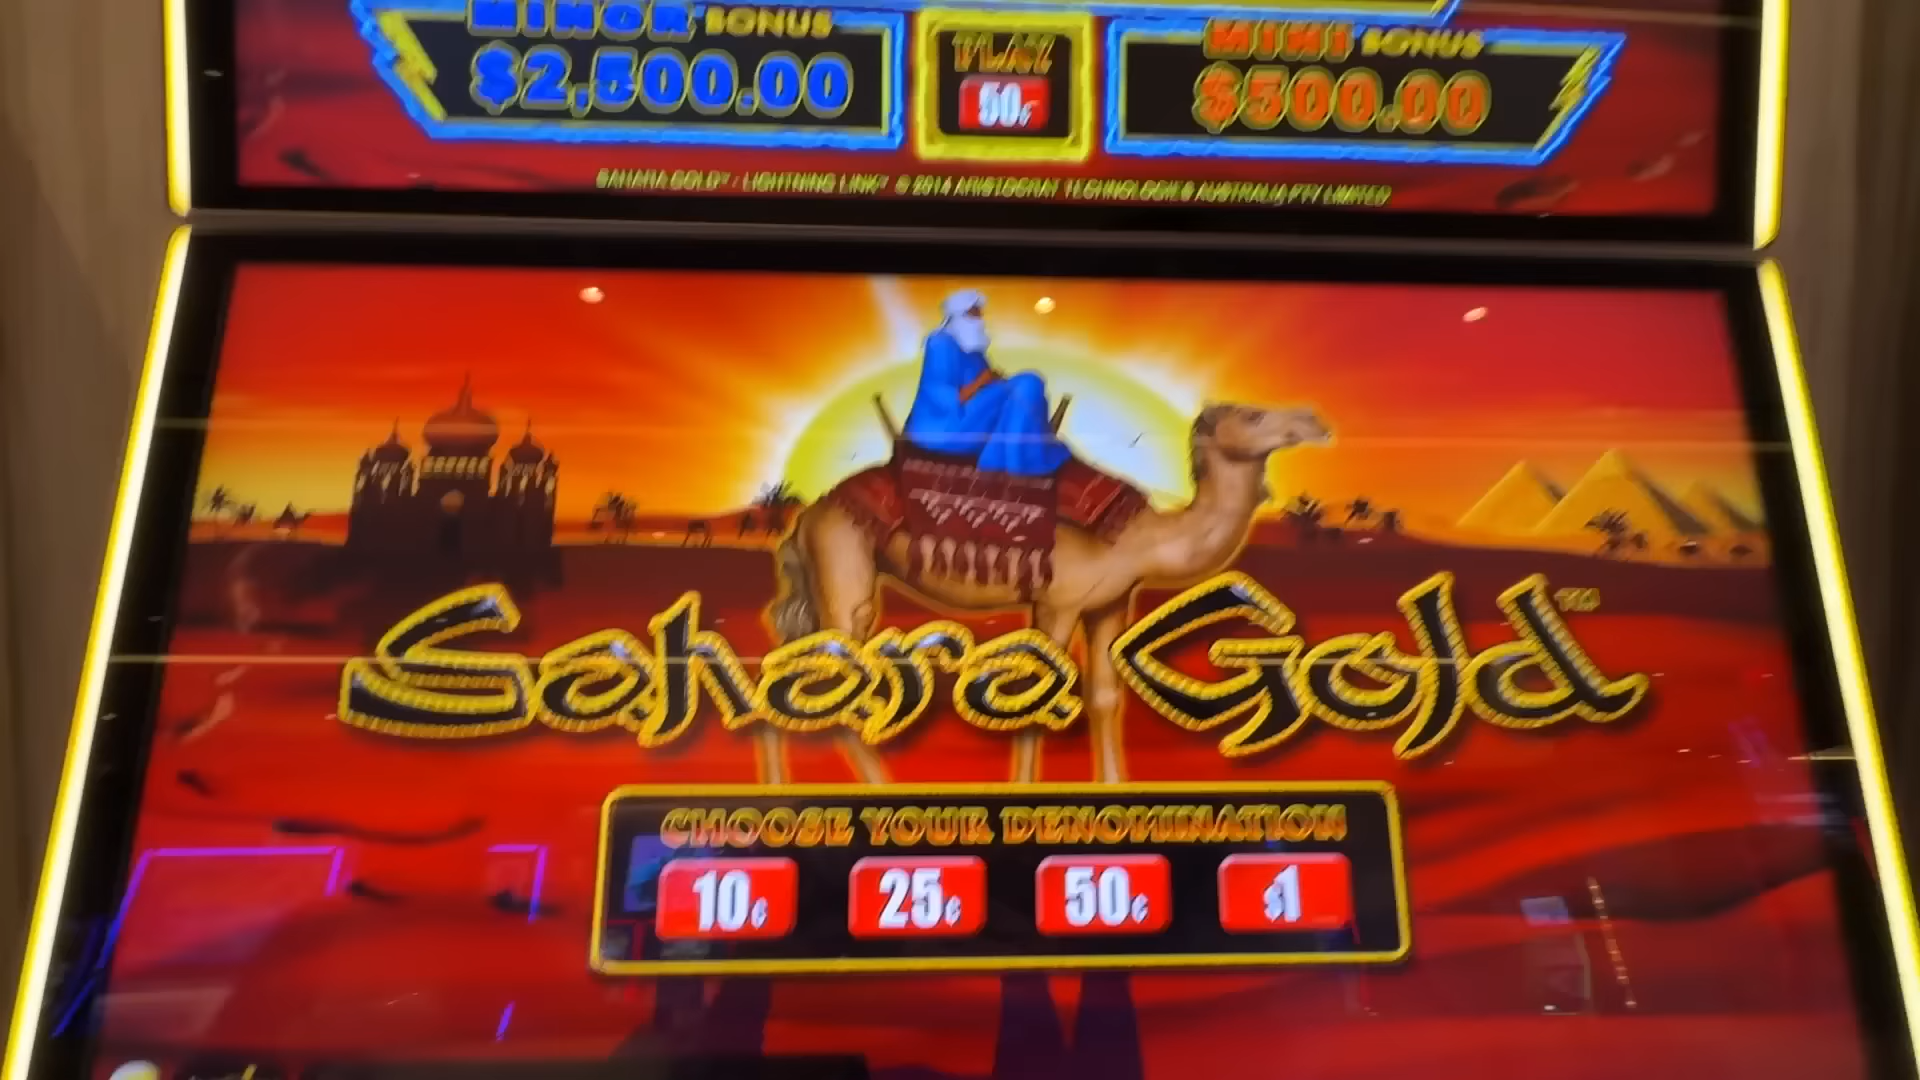 MINOR BONUS
$2,500.00
PLAY
50¢
MINI BONUS
$500.00
SAHARA GOLD™ / LIGHTNING LINK™ © 2014 ARISTOCRAT TECHNOLOGIES AUSTRALIA PTY LIMITED
Sahara Gold™
CHOOSE YOUR DENOMINATION
10¢ 25¢ 50¢ $1